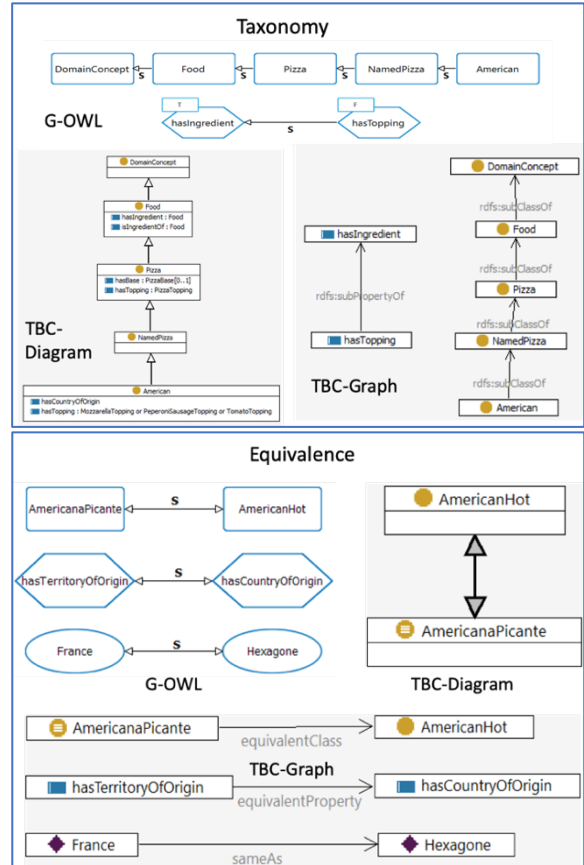 Taxonomy
DomainConcept
S
Food
S
Pizza
S
NamedPizza
S
American
G-OWL
T
hasIngredient
S
F
hasTopping
DomainConcept
Food
hasIngredient : Food
isIngredientOf : Food
Pizza
hasBase : PizzaBase[0..1]
hasTopping : PizzaTopping
TBC-
Diagram
NamedPizza
American
hasCountryOfOrigin
hasTopping : MozzarellaTopping or PeperoniSausageTopping or TomatoTopping
hasIngredient
rdfs:subPropertyOf
hasTopping
TBC-Graph
DomainConcept
rdfs:subClassOf
Food
rdfs:subClassOf
Pizza
rdfs:subClassOf
NamedPizza
rdfs:subClassOf
American
Equivalence
AmericanaPicante
S
AmericanHot
hasTerritoryOfOrigin
S
hasCountryOfOrigin
France
S
Hexagone
G-OWL
AmericanHot
AmericanaPicante
TBC-Diagram
AmericanaPicante
equivalentClass
AmericanHot
TBC-Graph
hasTerritoryOfOrigin
equivalentProperty
hasCountryOfOrigin
France
sameAs
Hexagone